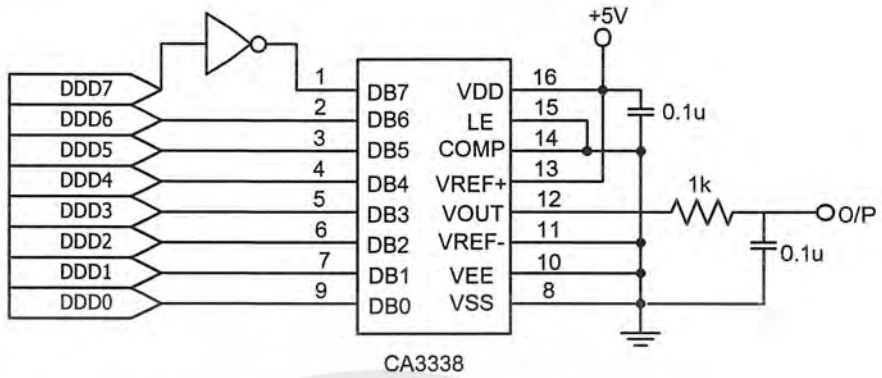 +5V
DDD7 1 DB7 VDD 16
DDD6 2 DB6 LE 15 0.1u
DDD5 3 DB5 COMP 14
DDD4 4 DB4 VREF+ 13 1k
DDD3 5 DB3 VOUT 12 O/P
DDD2 6 DB2 VREF- 11 0.1u
DDD1 7 DB1 VEE 10
DDD0 9 DB0 VSS 8
CA3338